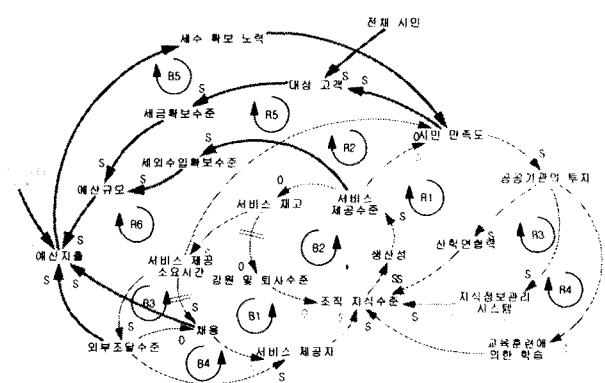 전체 시민
세수 확보 노력
B5
S
대상 고객
S
S
S
R5
세금확보수준
S
R2
O
시민 만족도
S
세외수입확보수준
S
S
공공기관의 투자
예산규모
S
O
서비스 재고
서비스
제공수준
R1
R6
S
B2
S
산학연협력
S
R3
S
예산지출
서비스 제공
소요시간
O
생산성
S
S
S
B3
S
감원 및 퇴사수준
SS
지식정보관리
시스템
R4
조직 지식수준
S
B1
O
S
S
채용
S
외부조달수준
O
B4
S
서비스 제공자
S
교육훈련에
의한 학습
S
S